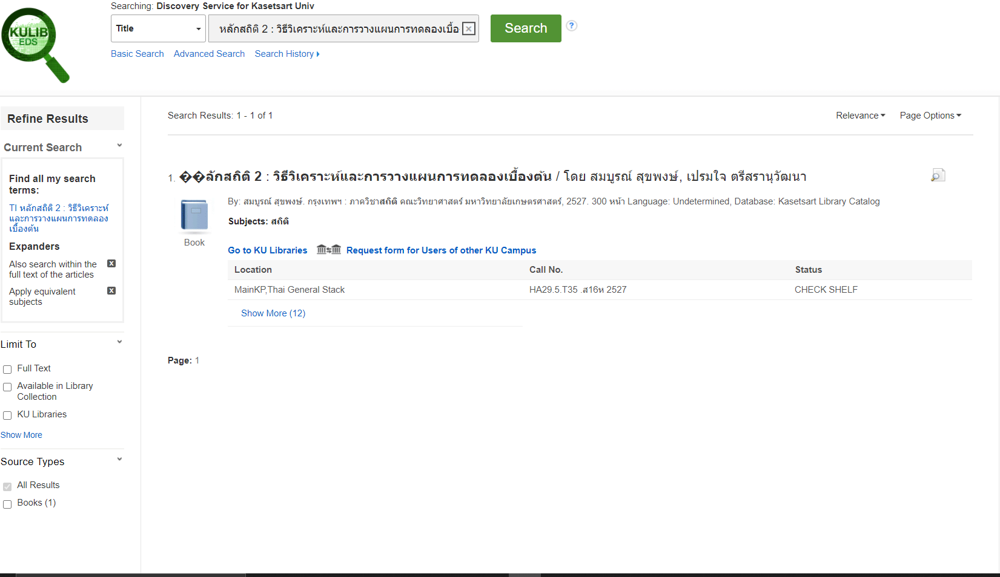 KULIB
EDS
Searching: Discovery Service for Kasetsart Univ
Title
หลักสถิติ 2 : วิธีวิเคราะห์และการวางแผนการทดลองเบื้อ
Search
?
Basic Search Advanced Search Search History
Refine Results
Current Search
Find all my search
terms:
TI หลักสถิติ 2 : วิธีวิเคราะห์
และการวางแผนการทดลอง
เบื้องต้น
Expanders
Also search within the
full text of the articles
Apply equivalent
subjects
Limit To
Full Text
Available in Library
Collection
KU Libraries
Show More
Source Types
All Results
Books (1)
Search Results: 1 - 1 of 1
Relevance Page Options
1. ��ลักสถิติ 2 : วิธีวิเคราะห์และการวางแผนการทดลองเบื้องต้น / โดย สมบูรณ์ สุขพงษ์, เปรมใจ ตรีสรานุวัฒนา
By: สมบูรณ์ สุขพงษ์. กรุงเทพฯ : ภาควิชาสถิติ คณะวิทยาศาสตร์ มหาวิทยาลัยเกษตรศาสตร์, 2527. 300 หน้า Language: Undetermined, Database: Kasetsart Library Catalog
Subjects: สถิติ
Book
Go to KU Libraries Request form for Users of other KU Campus
Location Call No. Status
MainKP,Thai General Stack HA29.5.T35 .ส16ห 2527 CHECK SHELF
Show More (12)
Page: 1